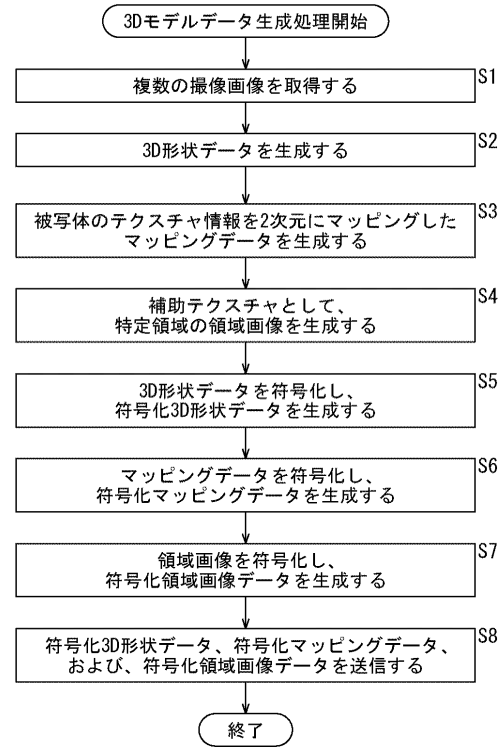 3Dモデルデータ生成処理開始
S1
複数の撮像画像を取得する
S2
3D形状データを生成する
S3
被写体のテクスチャ情報を2次元にマッピングした
マッピングデータを生成する
S4
補助テクスチャとして、
特定領域の領域画像を生成する
S5
3D形状データを符号化し、
符号化3D形状データを生成する
S6
マッピングデータを符号化し、
符号化マッピングデータを生成する
S7
領域画像を符号化し、
符号化領域画像データを生成する
S8
符号化3D形状データ、符号化マッピングデータ、
および、符号化領域画像データを送信する
終了